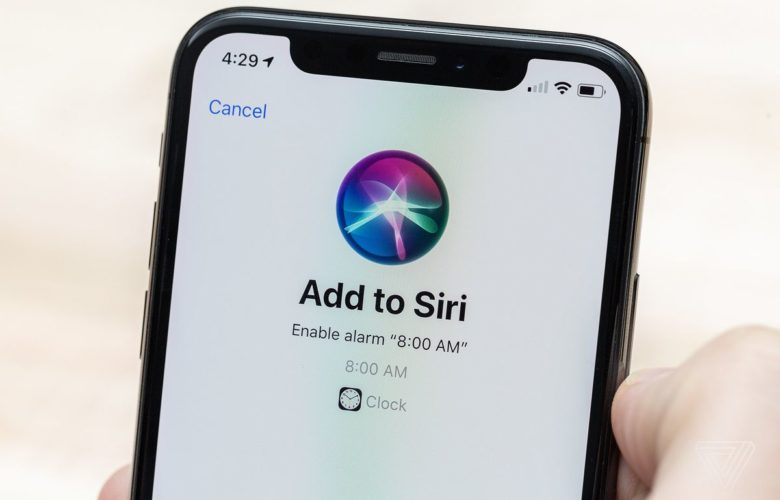 4:29
Cancel
Add to Siri
Enable alarm “8:00 AM”
8:00 AM
Clock